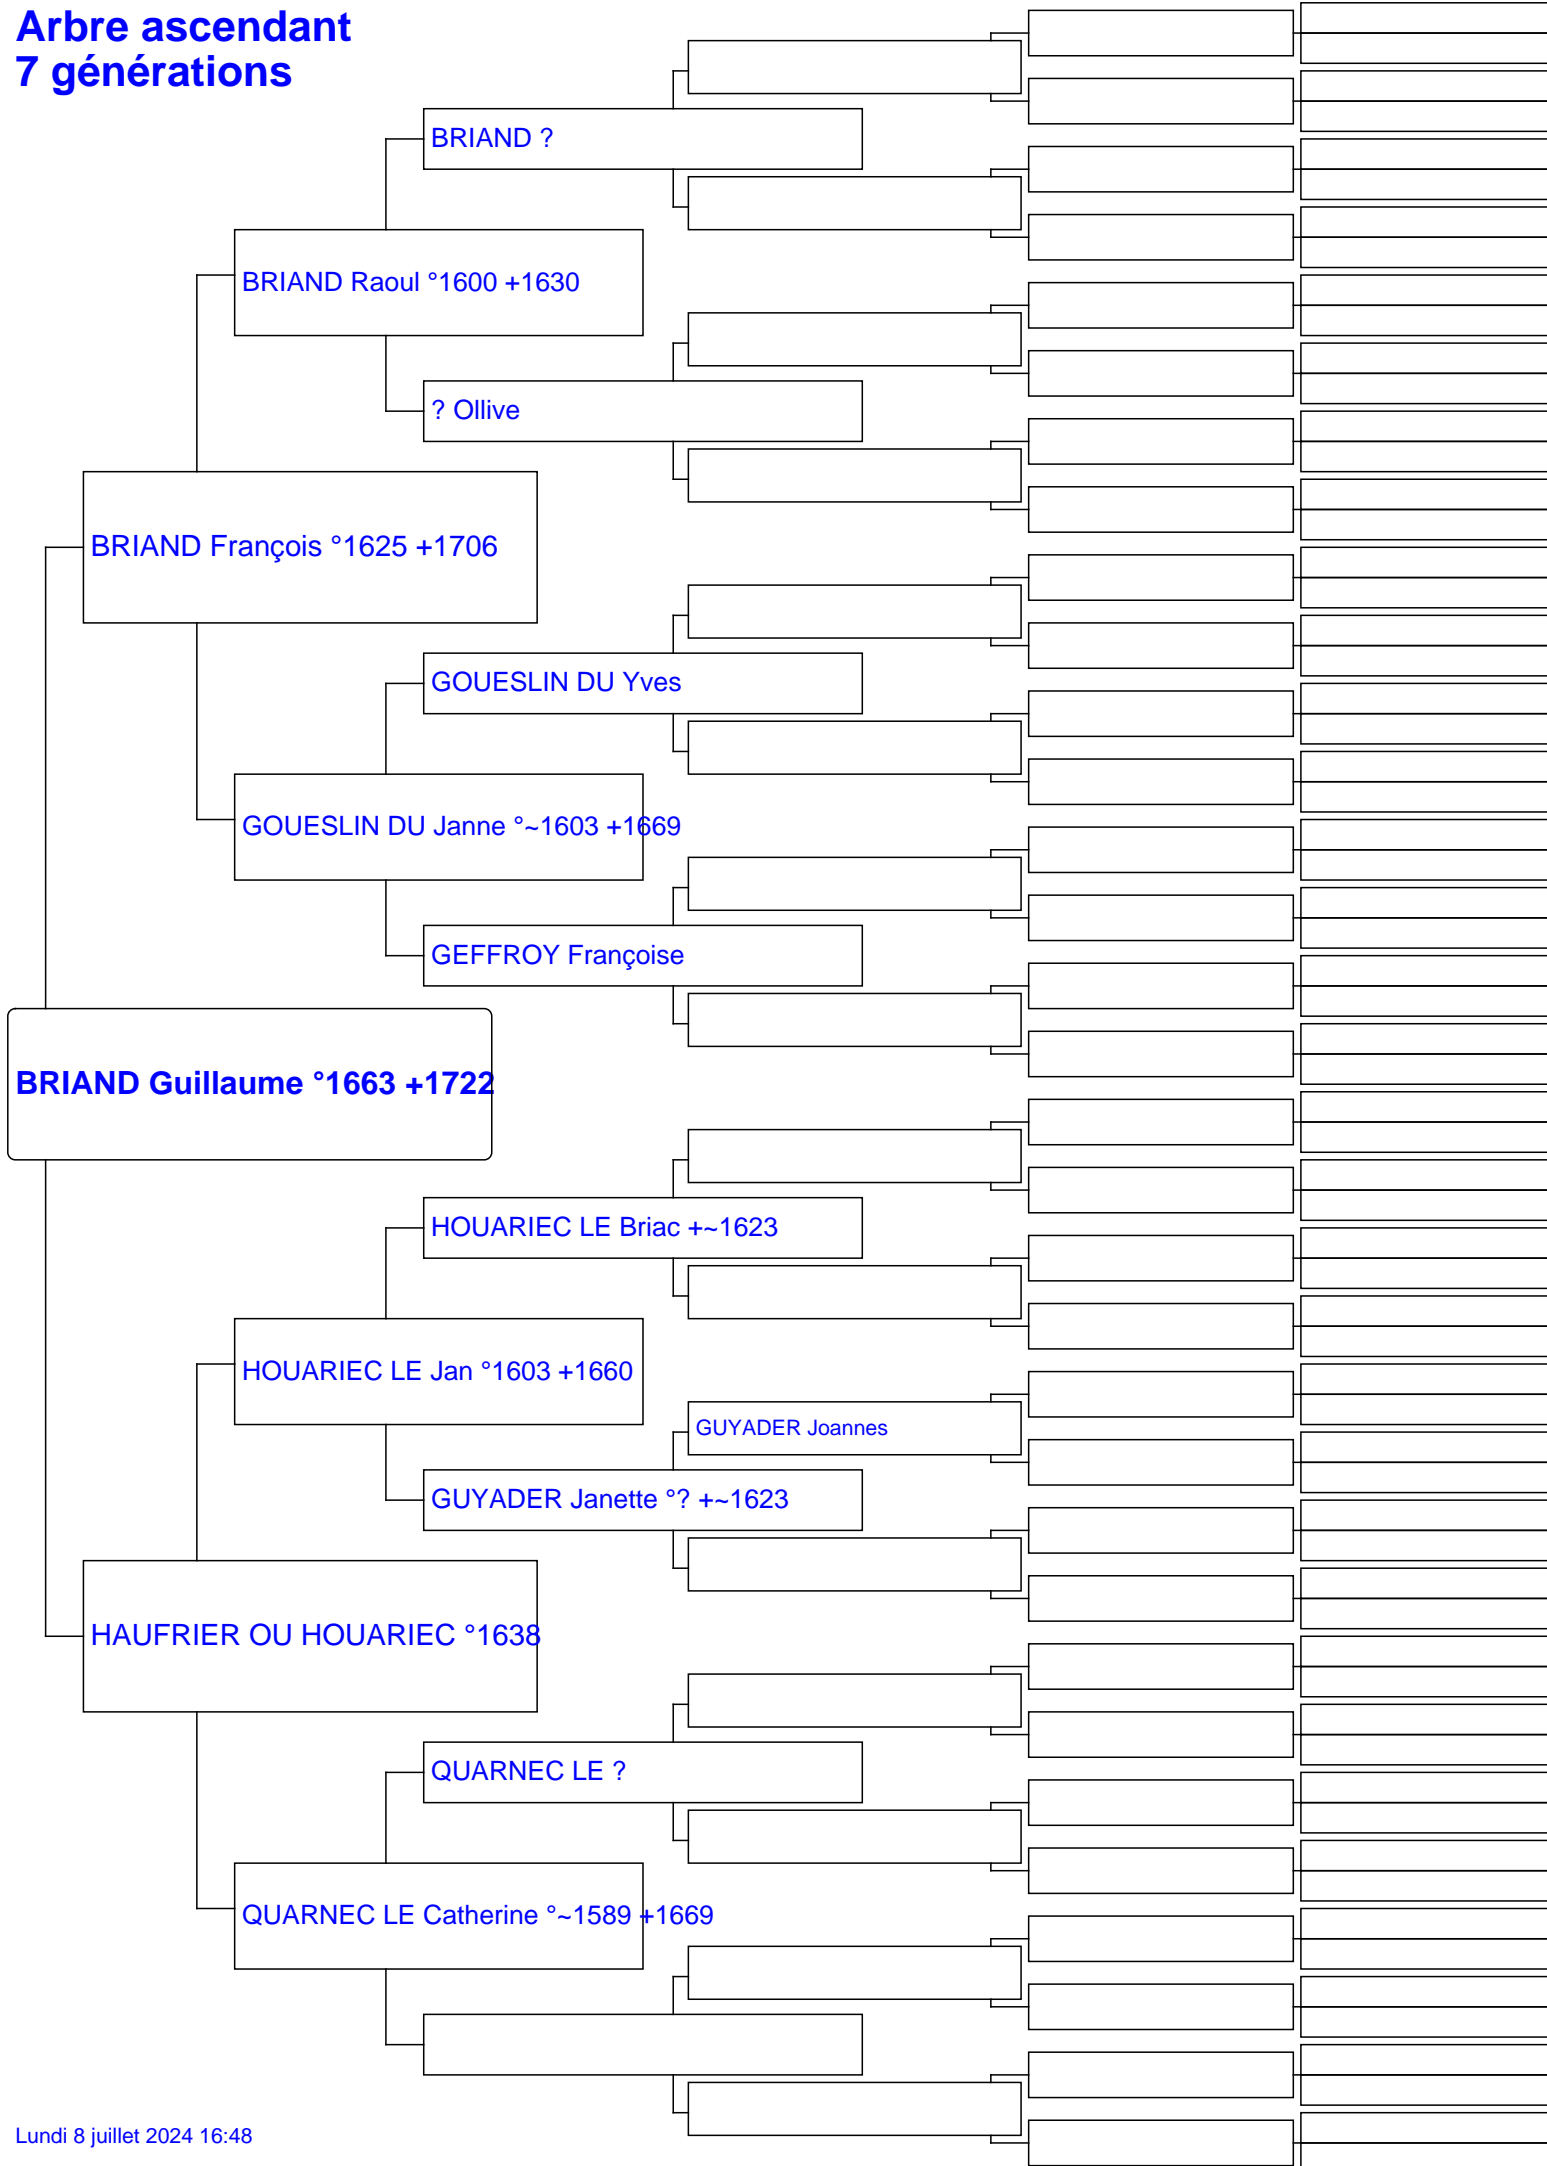 Arbre ascendant
7 générations
BRIAND ?
BRIAND Raoul °1600 +1630
? Ollive
BRIAND François °1625 +1706
GOUESLIN DU Yves
GOUESLIN DU Janne °~1603 +1669
GEFFROY Françoise
BRIAND Guillaume °1663 +1722
HOUARIEC LE Briac +~1623
HOUARIEC LE Jan °1603 +1660
GUYADER Joannes
GUYADER Janette °? +~1623
HAUFRIER OU HOUARIEC °1638
QUARNEC LE ?
QUARNEC LE Catherine °~1589 +1669
Lundi 8 juillet 2024 16:48